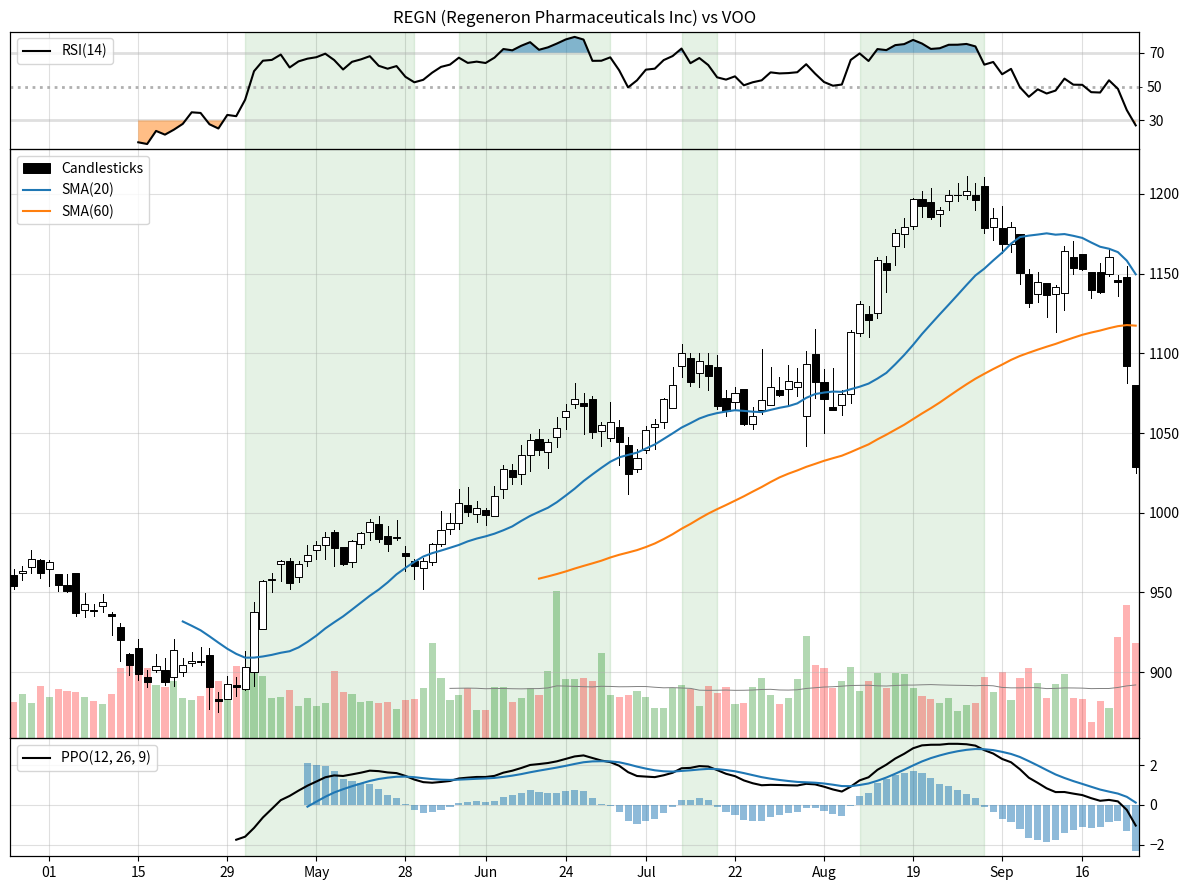 REGN (Regeneron Pharmaceuticals Inc) vs VOO
RSI(14)
70
50
30
Candlesticks
SMA(20)
SMA(60)
1200
1150
1100
1050
1000
950
900
PPO(12, 26, 9)
2
0
−2
01 15 29 May 28 Jun 24 Jul 22 Aug 19 Sep 16